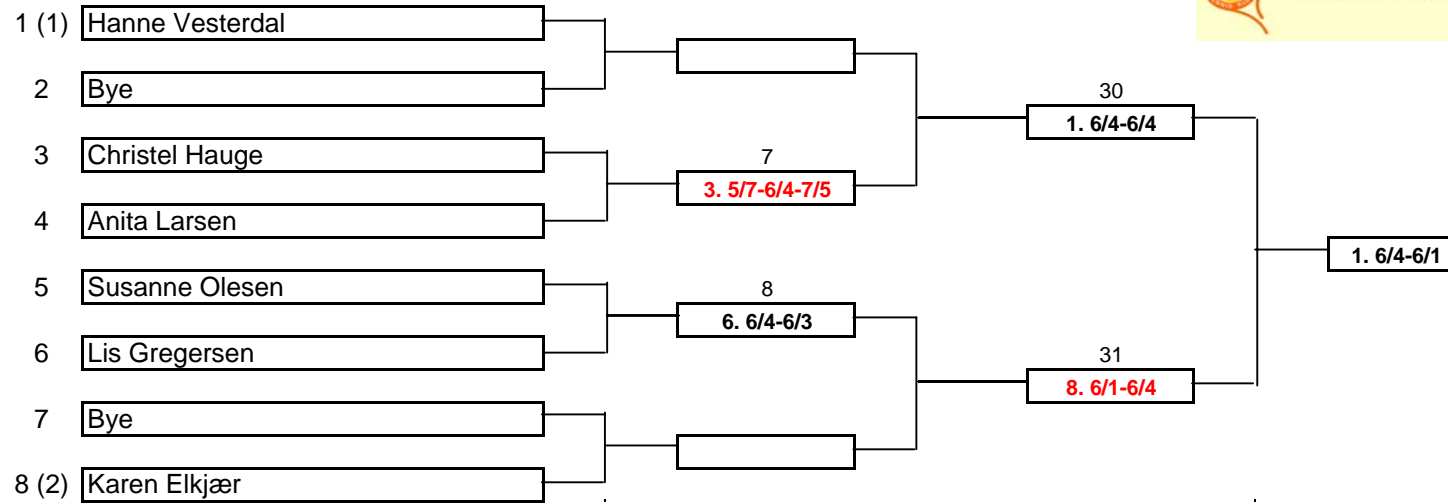 1 (1) Hanne Vesterdal
2 Bye
30
1. 6/4-6/4
3 Christel Hauge
7
3. 5/7-6/4-7/5
4 Anita Larsen
1. 6/4-6/1
5 Susanne Olesen
8
6. 6/4-6/3
6 Lis Gregersen
31
8. 6/1-6/4
7 Bye
8 (2) Karen Elkjær